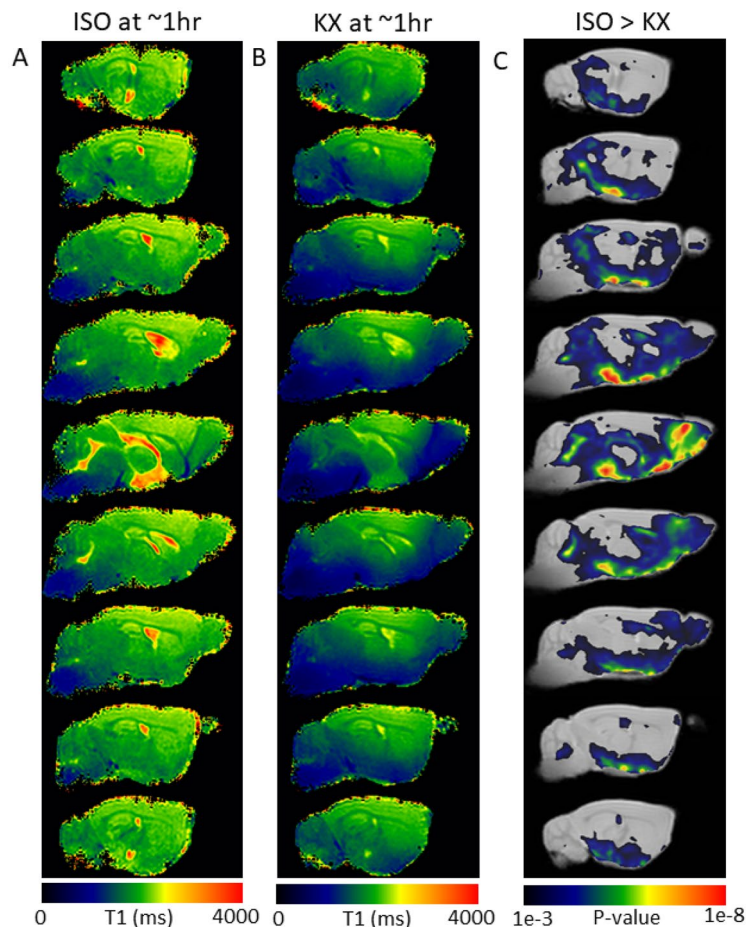 ISO at ~1hr
KX at ~1hr
ISO > KX
A
B
C
0 T1 (ms) 4000
0 T1 (ms) 4000
1e-3 P-value 1e-8